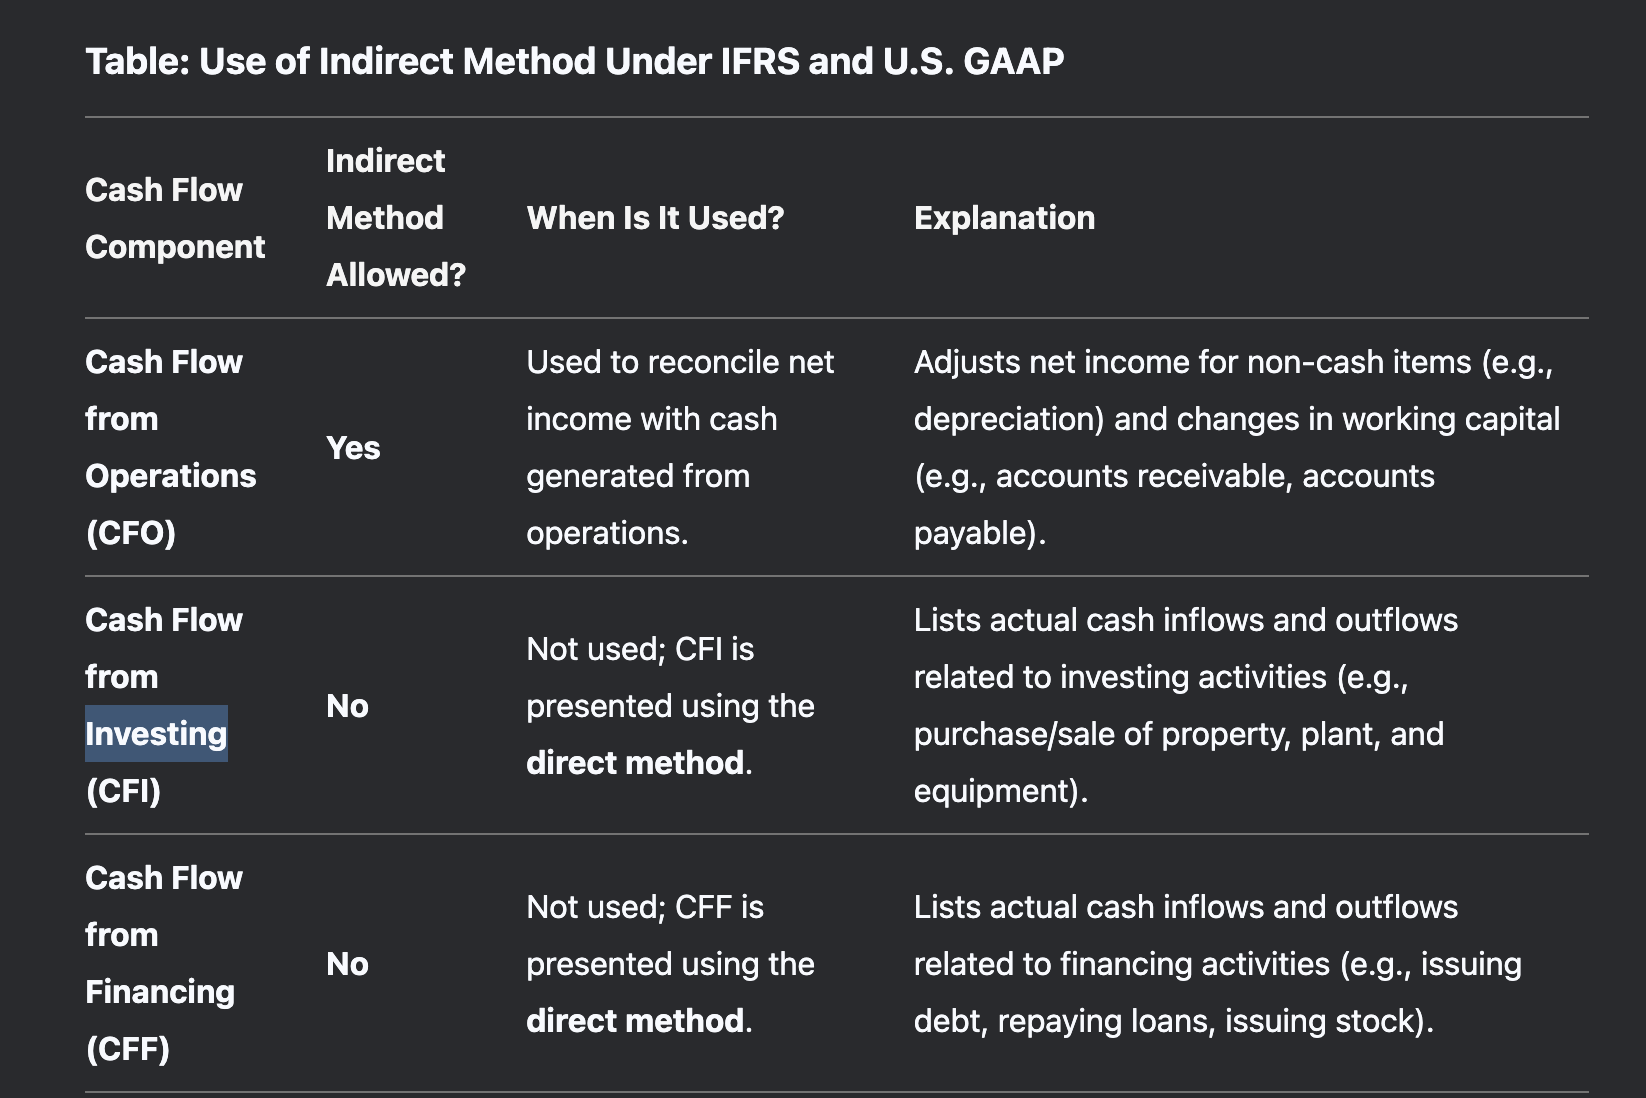 Table: Use of Indirect Method Under IFRS and U.S. GAAP
Cash Flow
Component
Indirect
Method
Allowed?
When Is It Used?
Explanation
Cash Flow
from
Operations
(CFO)
Yes
Used to reconcile net
income with cash
generated from
operations.
Adjusts net income for non-cash items (e.g.,
depreciation) and changes in working capital
(e.g., accounts receivable, accounts
payable).
Cash Flow
from
Investing
(CFI)
No
Not used; CFI is
presented using the
direct method.
Lists actual cash inflows and outflows
related to investing activities (e.g.,
purchase/sale of property, plant, and
equipment).
Cash Flow
from
Financing
(CFF)
No
Not used; CFF is
presented using the
direct method.
Lists actual cash inflows and outflows
related to financing activities (e.g., issuing
debt, repaying loans, issuing stock).